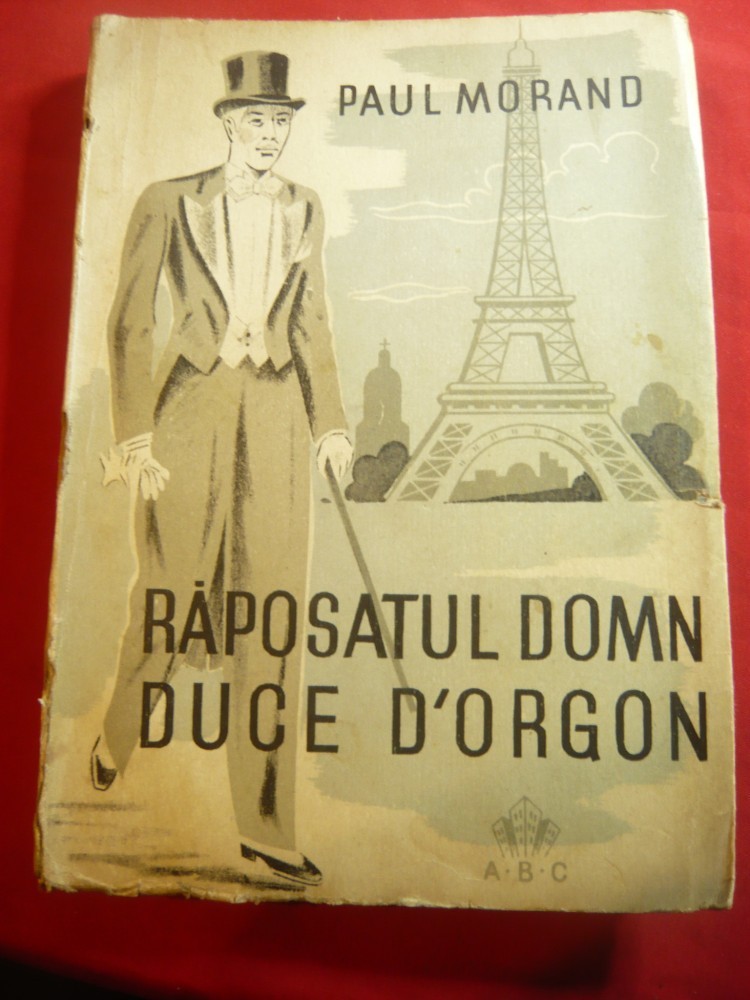 PAUL MORAND
RĂPOSATUL DOMN
DUCE D'ORGON
A·B·C